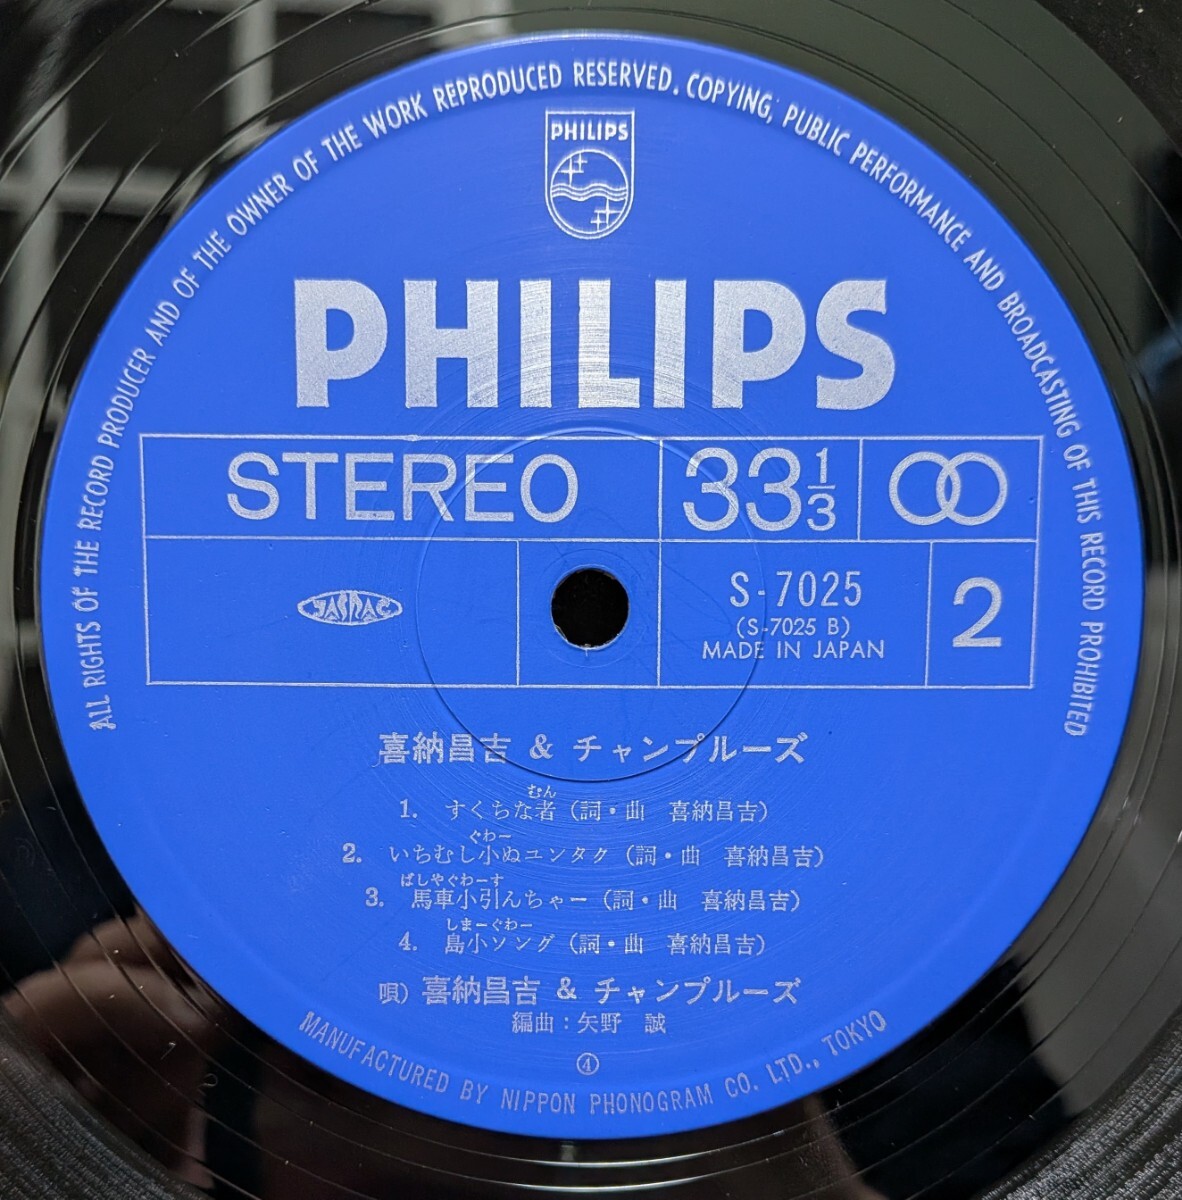 ALL RIGHTS OF THE RECORD PRODUCER AND OF THE OWNER OF THE WORK REPRODUCED RESERVED. COPYING, PUBLIC PERFORMANCE AND BROADCASTING OF THIS RECORD PROHIBITED
PHILIPS
PHILIPS
STEREO 33 1/3
JASRAC
S-7025
(S-7025 B)
MADE IN JAPAN
2
喜納昌吉 & チャンプルーズ
むん
1. すくちな者 (詞・曲 喜納昌吉)
ぐわー
2. いちむし小ぬユンタク (詞・曲 喜納昌吉)
ばしやぐわーす
3. 馬車小引んちゃー (詞・曲 喜納昌吉)
しまーぐわー
4. 島小ソング (詞・曲 喜納昌吉)
唄) 喜納昌吉 & チャンプルーズ
編曲:矢野 誠
④
MANUFACTURED BY NIPPON PHONOGRAM CO. LTD., TOKYO